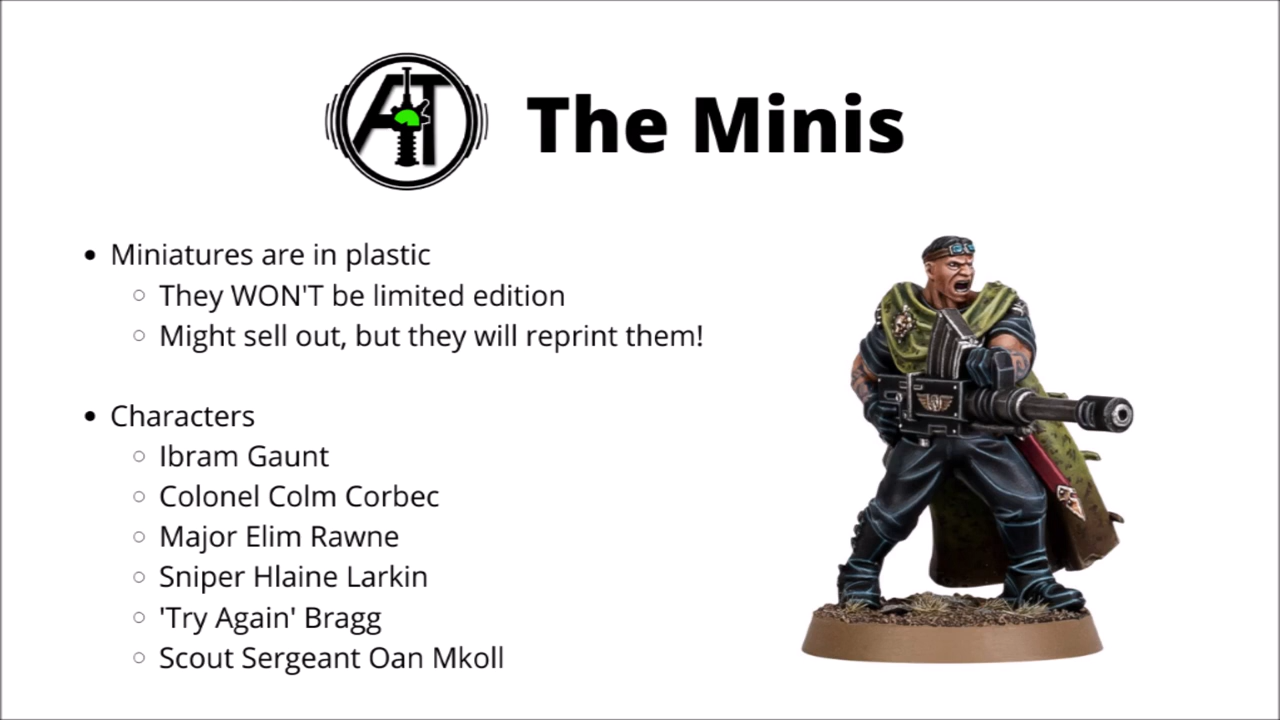 AT
The Minis
• Miniatures are in plastic
○ They WON'T be limited edition
○ Might sell out, but they will reprint them!
• Characters
○ Ibram Gaunt
○ Colonel Colm Corbec
○ Major Elim Rawne
○ Sniper Hlaine Larkin
○ 'Try Again' Bragg
○ Scout Sergeant Oan Mkoll